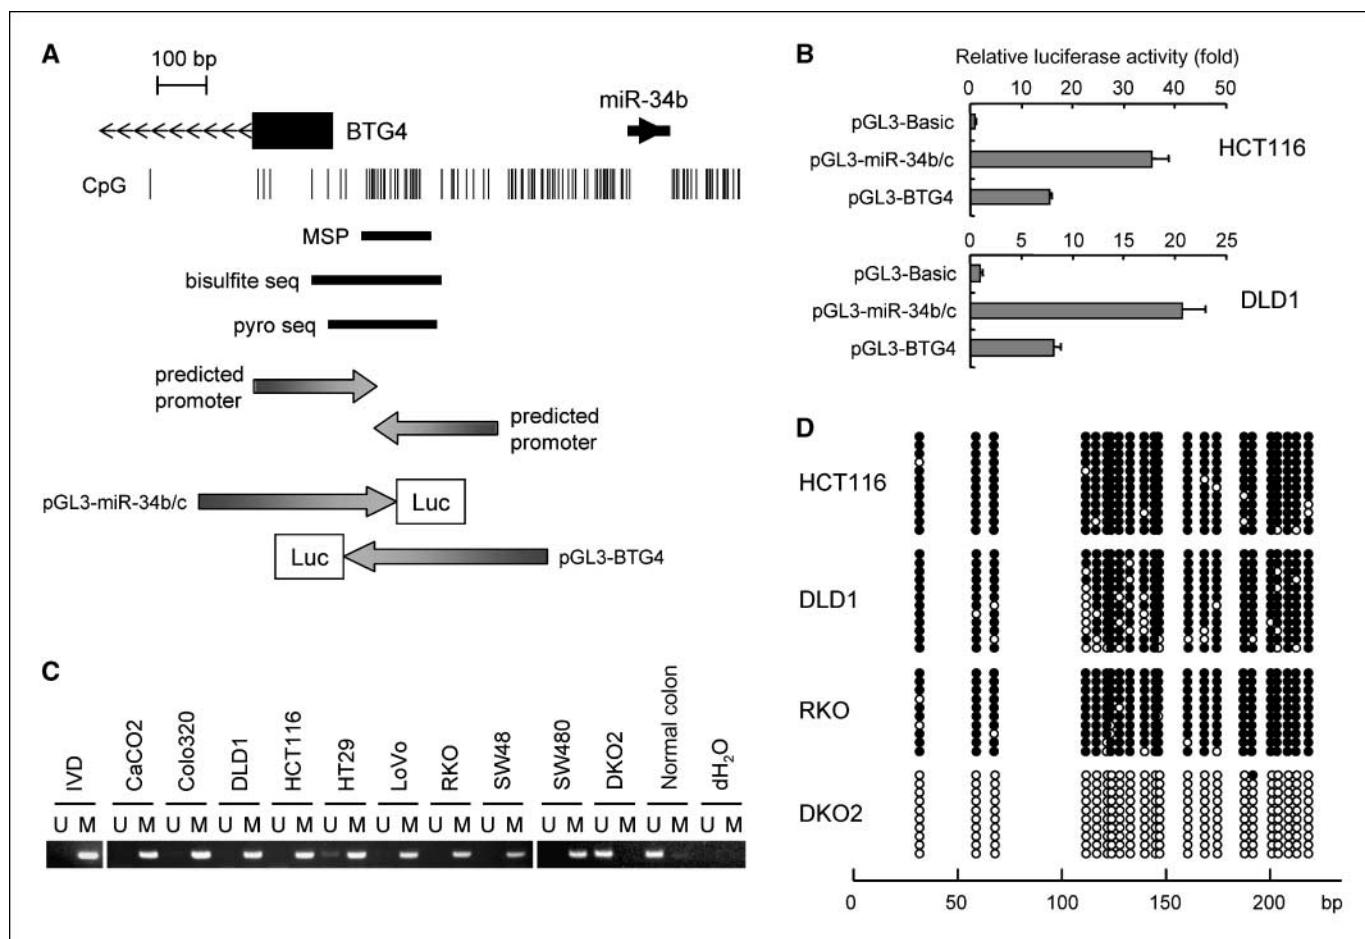 A
100 bp
BTG4
miR-34b
CpG
MSP
bisulfite seq
pyro seq
predicted
promoter
predicted
promoter
pGL3-miR-34b/c
Luc
Luc
pGL3-BTG4
B
Relative luciferase activity (fold)
0 10 20 30 40 50
pGL3-Basic
pGL3-miR-34b/c
pGL3-BTG4
HCT116
0 5 10 15 20 25
pGL3-Basic
pGL3-miR-34b/c
pGL3-BTG4
DLD1
C
IVD CaCO2 Colo320 DLD1 HCT116 HT29 LoVo RKO SW48 SW480 DKO2 Normal colon dH₂O
U M U M U M U M U M U M U M U M U M U M U M U M U M
D
HCT116
DLD1
RKO
DKO2
0 50 100 150 200 bp